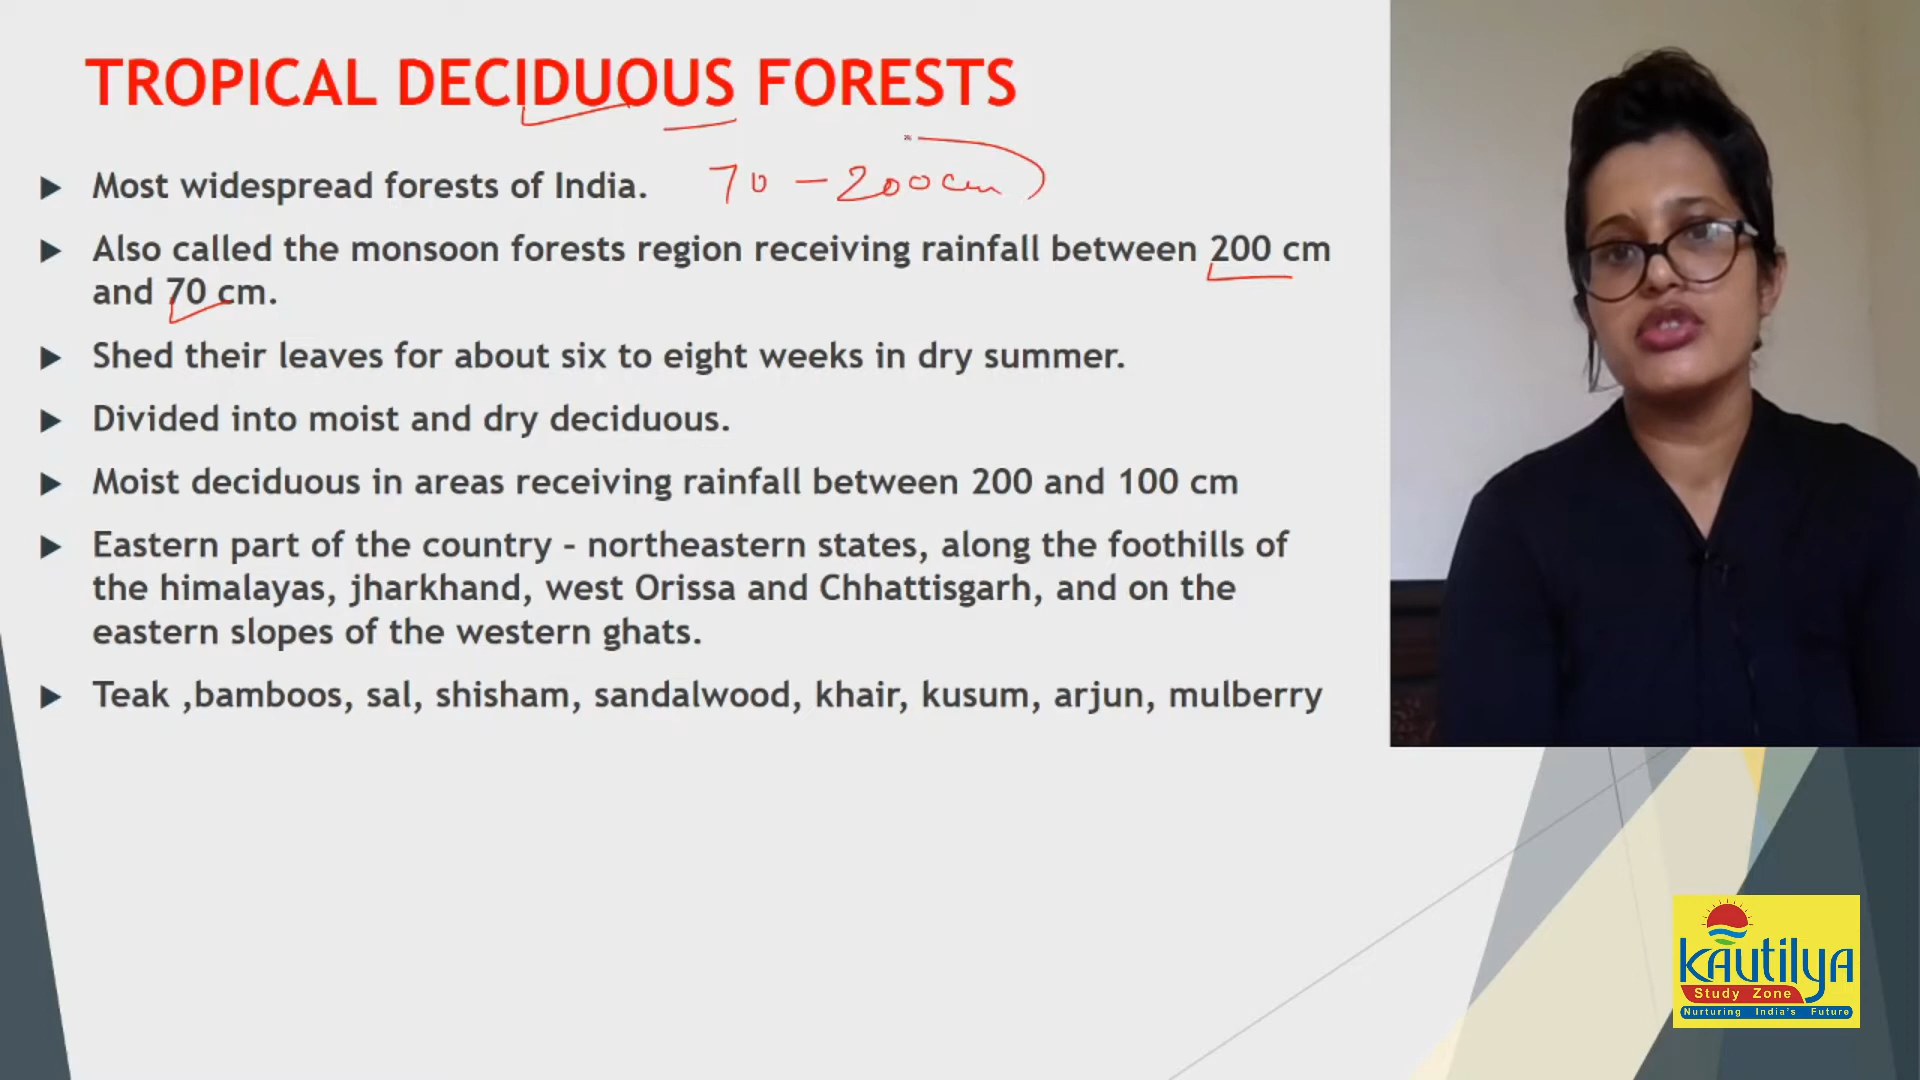 TROPICAL DECIDUOUS FORESTS
Most widespread forests of India.
70 - 200 cm
Also called the monsoon forests region receiving rainfall between 200 cm
and 70 cm.
Shed their leaves for about six to eight weeks in dry summer.
Divided into moist and dry deciduous.
Moist deciduous in areas receiving rainfall between 200 and 100 cm
Eastern part of the country – northeastern states, along the foothills of
the himalayas, jharkhand, west Orissa and Chhattisgarh, and on the
eastern slopes of the western ghats.
Teak ,bamboos, sal, shisham, sandalwood, khair, kusum, arjun, mulberry
kautilya
Study Zone
Nurturing India's Future